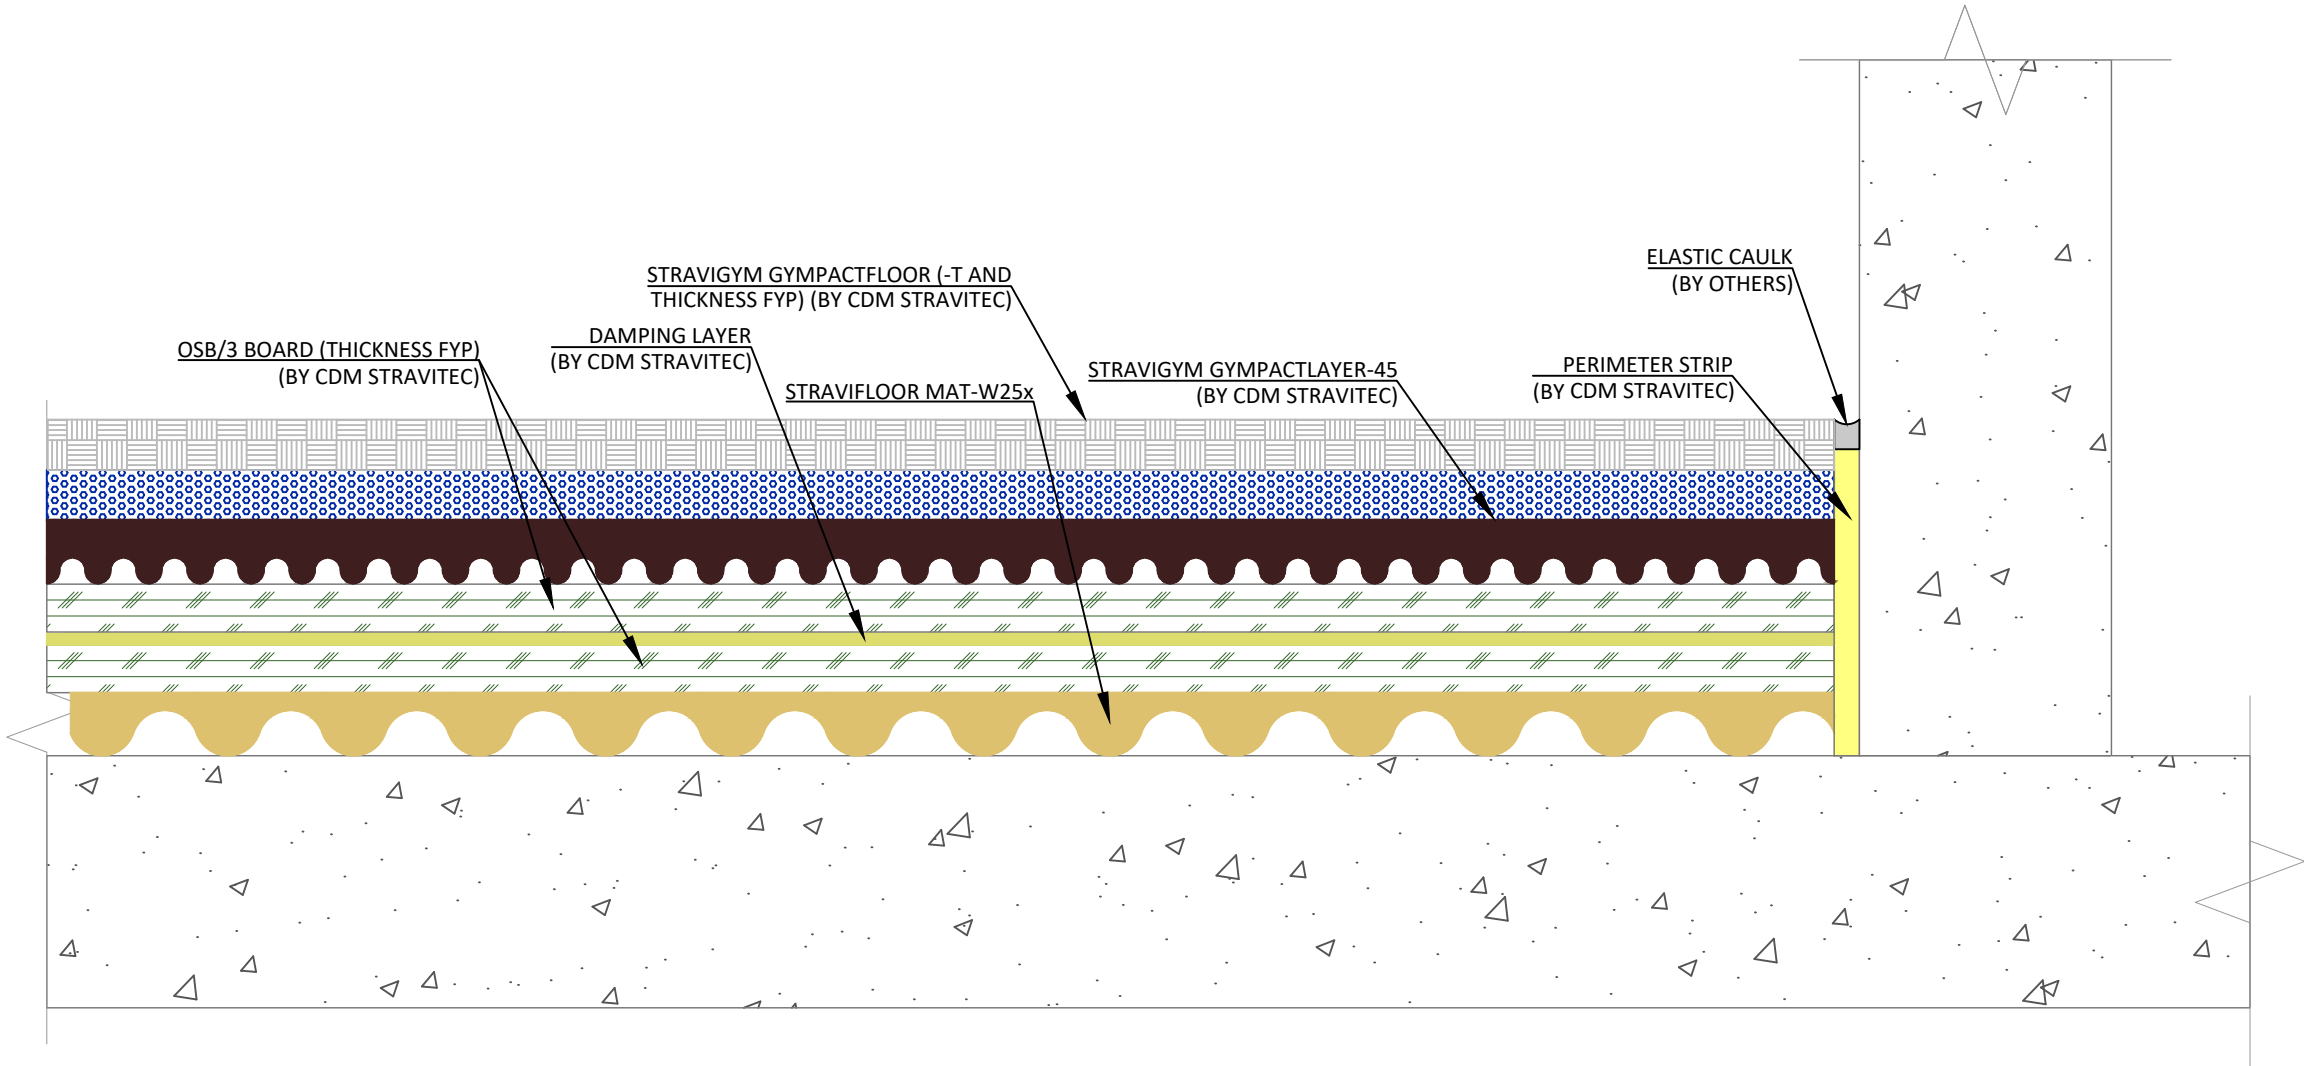 ELASTIC CAULK
(BY OTHERS)
STRAVIGYM GYMPACTFLOOR (-T AND
THICKNESS FYP) (BY CDM STRAVITEC)
DAMPING LAYER
(BY CDM STRAVITEC)
OSB/3 BOARD (THICKNESS FYP)
(BY CDM STRAVITEC)
STRAVIFLOOR MAT-W25x
STRAVIGYM GYMPACTLAYER-45
(BY CDM STRAVITEC)
PERIMETER STRIP
(BY CDM STRAVITEC)